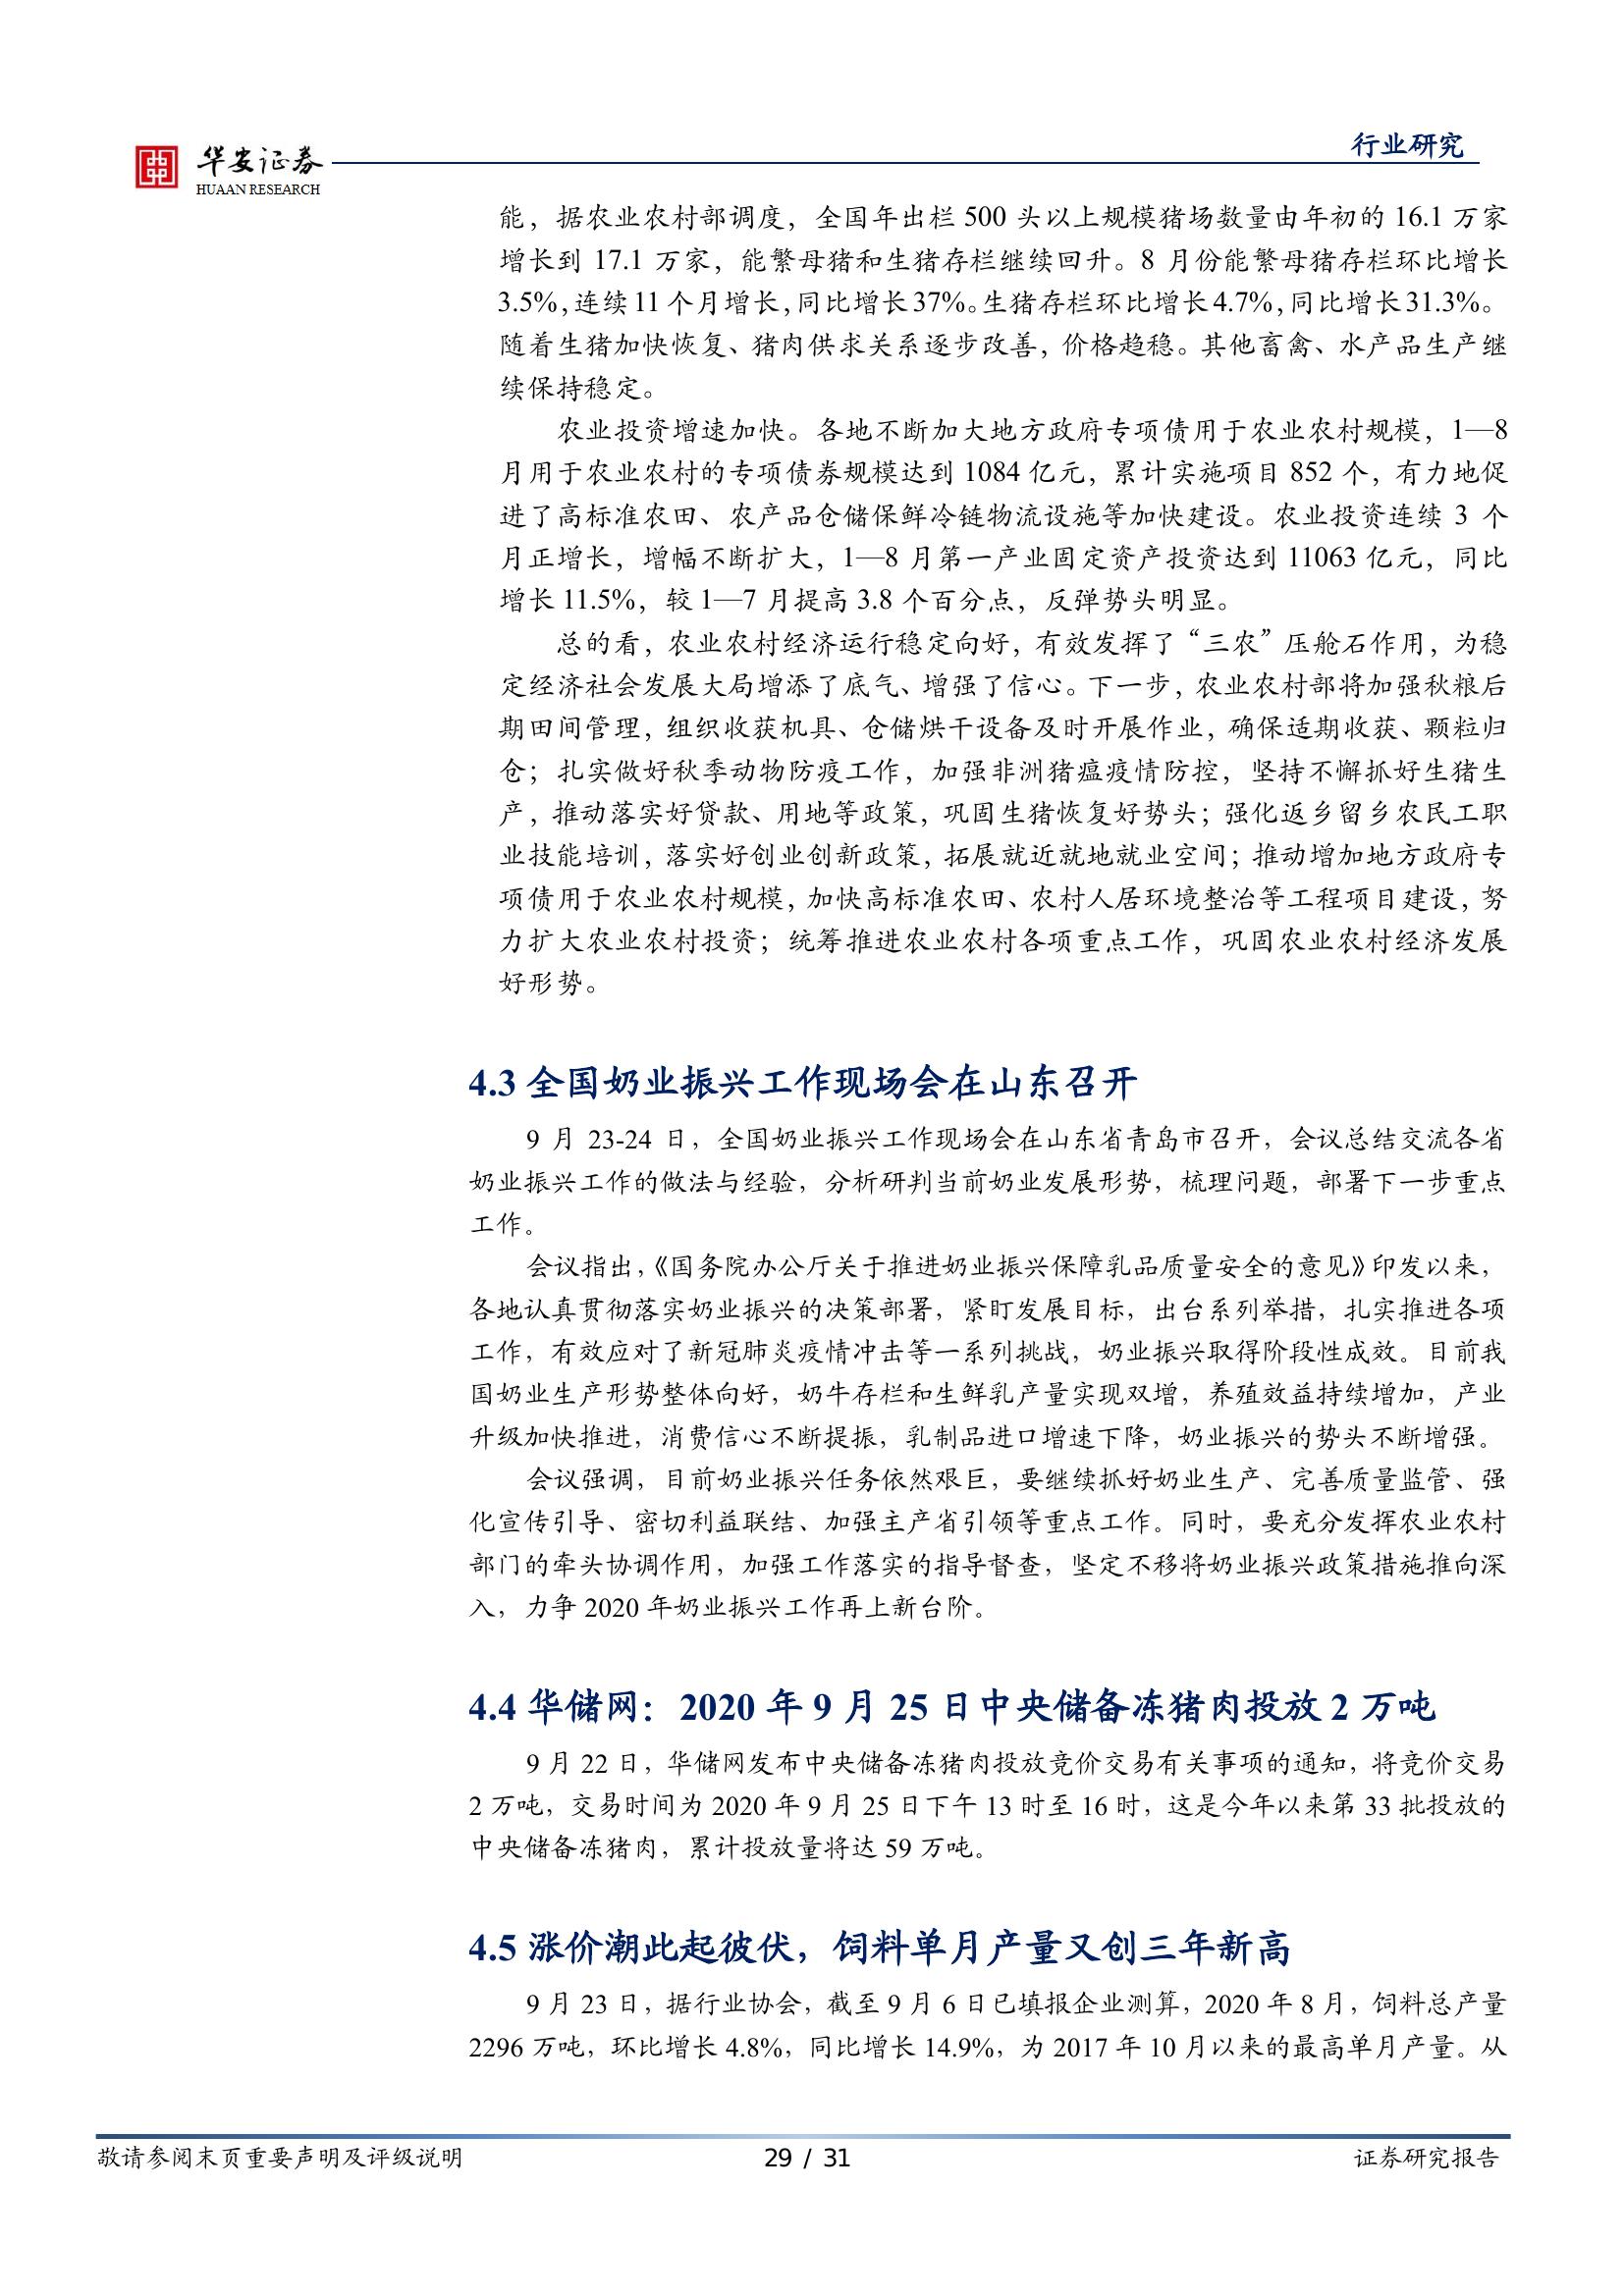 华安证券
HUAAN RESEARCH
行业研究
能，据农业农村部调度，全国年出栏 500 头以上规模猪场数量由年初的 16.1 万家
增长到 17.1 万家，能繁母猪和生猪存栏继续回升。8 月份能繁母猪存栏环比增长
3.5%，连续 11 个月增长，同比增长 37%。生猪存栏环比增长 4.7%，同比增长 31.3%。
随着生猪加快恢复、猪肉供求关系逐步改善，价格趋稳。其他畜禽、水产品生产继
续保持稳定。
农业投资增速加快。各地不断加大地方政府专项债用于农业农村规模，1—8
月用于农业农村的专项债券规模达到 1084 亿元，累计实施项目 852 个，有力地促
进了高标准农田、农产品仓储保鲜冷链物流设施等加快建设。农业投资连续 3 个
月正增长，增幅不断扩大，1—8 月第一产业固定资产投资达到 11063 亿元，同比
增长 11.5%，较 1—7 月提高 3.8 个百分点，反弹势头明显。
总的看，农业农村经济运行稳定向好，有效发挥了“三农”压舱石作用，为稳
定经济社会发展大局增添了底气、增强了信心。下一步，农业农村部将加强秋粮后
期田间管理，组织收获机具、仓储烘干设备及时开展作业，确保适期收获、颗粒归
仓；扎实做好秋季动物防疫工作，加强非洲猪瘟疫情防控，坚持不懈抓好生猪生
产，推动落实好贷款、用地等政策，巩固生猪恢复好势头；强化返乡留乡农民工职
业技能培训，落实好创业创新政策，拓展就近就地就业空间；推动增加地方政府专
项债用于农业农村规模，加快高标准农田、农村人居环境整治等工程项目建设，努
力扩大农业农村投资；统筹推进农业农村各项重点工作，巩固农业农村经济发展
好形势。
4.3 全国奶业振兴工作现场会在山东召开
9 月 23-24 日，全国奶业振兴工作现场会在山东省青岛市召开，会议总结交流各省
奶业振兴工作的做法与经验，分析研判当前奶业发展形势，梳理问题，部署下一步重点
工作。
会议指出，《国务院办公厅关于推进奶业振兴保障乳品质量安全的意见》印发以来，
各地认真贯彻落实奶业振兴的决策部署，紧盯发展目标，出台系列举措，扎实推进各项
工作，有效应对了新冠肺炎疫情冲击等一系列挑战，奶业振兴取得阶段性成效。目前我
国奶业生产形势整体向好，奶牛存栏和生鲜乳产量实现双增，养殖效益持续增加，产业
升级加快推进，消费信心不断提振，乳制品进口增速下降，奶业振兴的势头不断增强。
会议强调，目前奶业振兴任务依然艰巨，要继续抓好奶业生产、完善质量监管、强
化宣传引导、密切利益联结、加强主产省引领等重点工作。同时，要充分发挥农业农村
部门的牵头协调作用，加强工作落实的指导督查，坚定不移将奶业振兴政策措施推向深
入，力争 2020 年奶业振兴工作再上新台阶。
4.4 华储网：2020 年 9 月 25 日中央储备冻猪肉投放 2 万吨
9 月 22 日，华储网发布中央储备冻猪肉投放竞价交易有关事项的通知，将竞价交易
2 万吨，交易时间为 2020 年 9 月 25 日下午 13 时至 16 时，这是今年以来第 33 批投放的
中央储备冻猪肉，累计投放量将达 59 万吨。
4.5 涨价潮此起彼伏，饲料单月产量又创三年新高
9 月 23 日，据行业协会，截至 9 月 6 日已填报企业测算，2020 年 8 月，饲料总产量
2296 万吨，环比增长 4.8%，同比增长 14.9%，为 2017 年 10 月以来的最高单月产量。从
敬请参阅末页重要声明及评级说明
29 / 31
证券研究报告